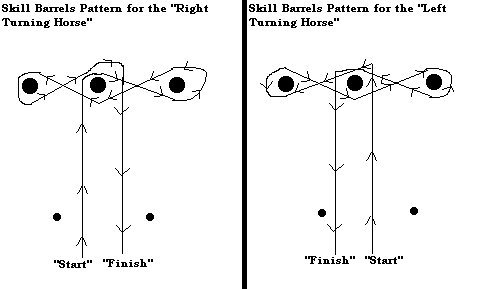 Skill Barrels Pattern for the "Right
Turning Horse"
Skill Barrels Pattern for the "Left
Turning Horse"
"Start" "Finish"
"Finish" "Start"